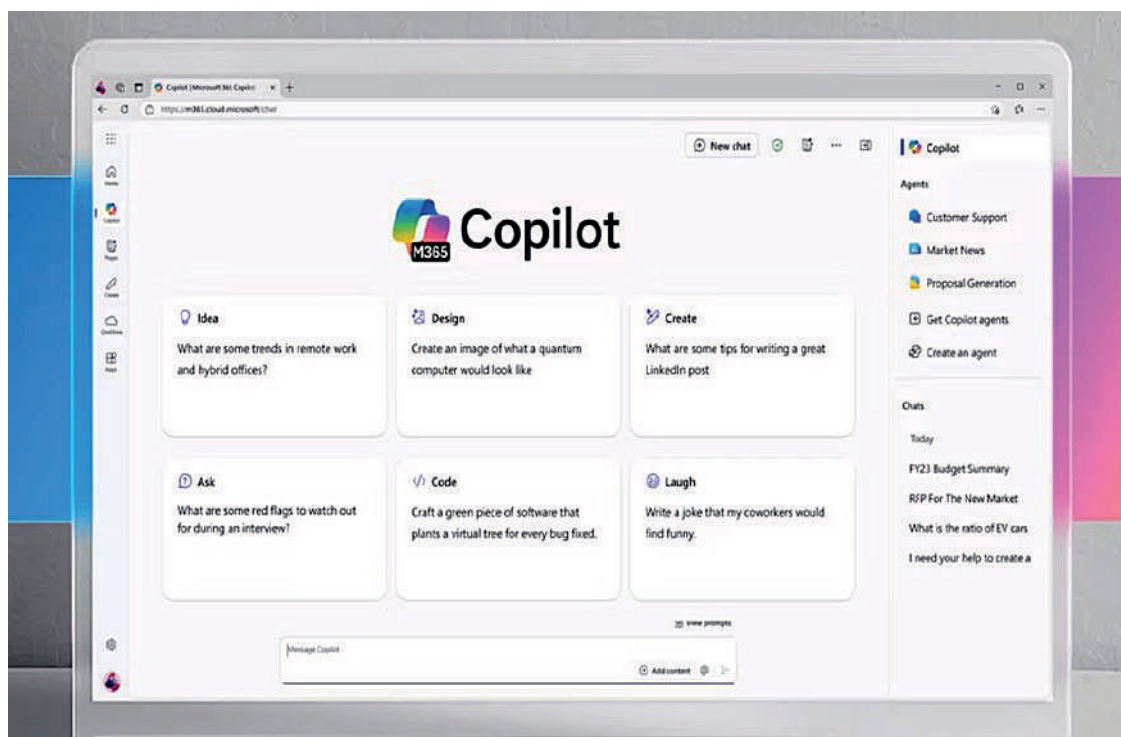 Copilot | Microsoft 365 Copilot
https://m365.cloud.microsoft/chat
Home
Copilot
Pages
Create
OneDrive
Apps
New chat
M365
Copilot
Idea
What are some trends in remote work
and hybrid offices?
Design
Create an image of what a quantum
computer would look like
Create
What are some tips for writing a great
LinkedIn post
Ask
What are some red flags to watch out
for during an interview?
Code
Craft a green piece of software that
plants a virtual tree for every bug fixed.
Laugh
Write a joke that my coworkers would
find funny.
View prompts
Message Copilot
Add content
Copilot
Agents
Customer Support
Market News
Proposal Generation
Get Copilot agents
Create an agent
Chats
Today
FY23 Budget Summary
RFP For The New Market
What is the ratio of EV cars
I need your help to create a